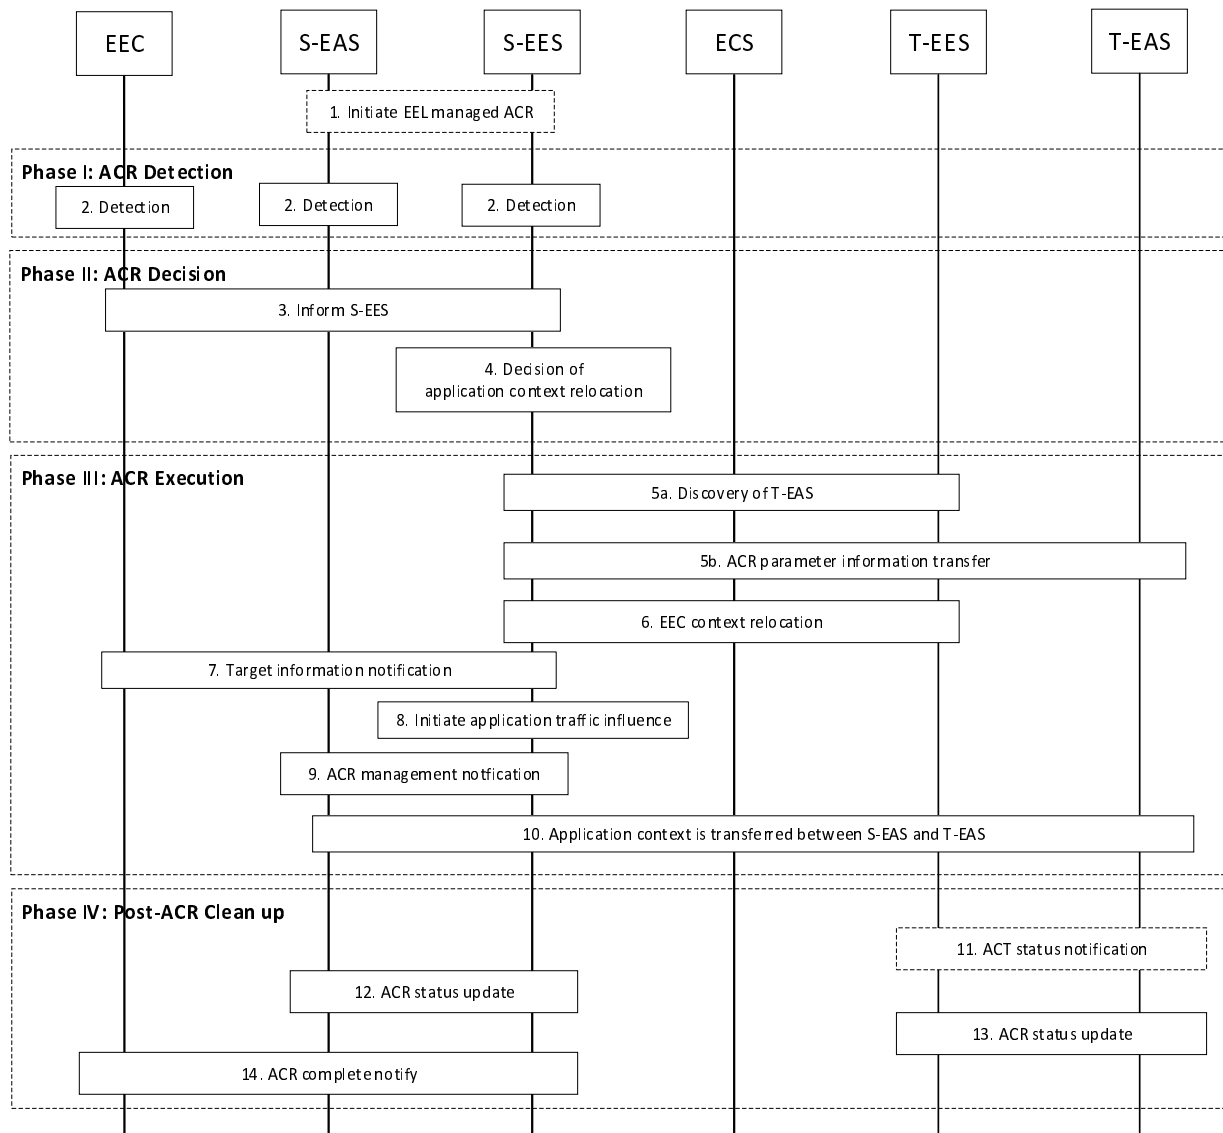 EEC
S-EAS
S-EES
ECS
T-EES
T-EAS
1. Initiate EEL managed ACR
Phase I: ACR Detection
2. Detection
2. Detection
2. Detection
Phase II: ACR Decision
3. Inform S-EES
4. Decision of
application context relocation
Phase III: ACR Execution
5a. Discovery of T-EAS
5b. ACR parameter information transfer
6. EEC context relocation
7. Target information notification
8. Initiate application traffic influence
9. ACR management notfication
10. Application context is transferred between S-EAS and T-EAS
Phase IV: Post-ACR Clean up
11. ACT status notification
12. ACR status update
13. ACR status update
14. ACR complete notify